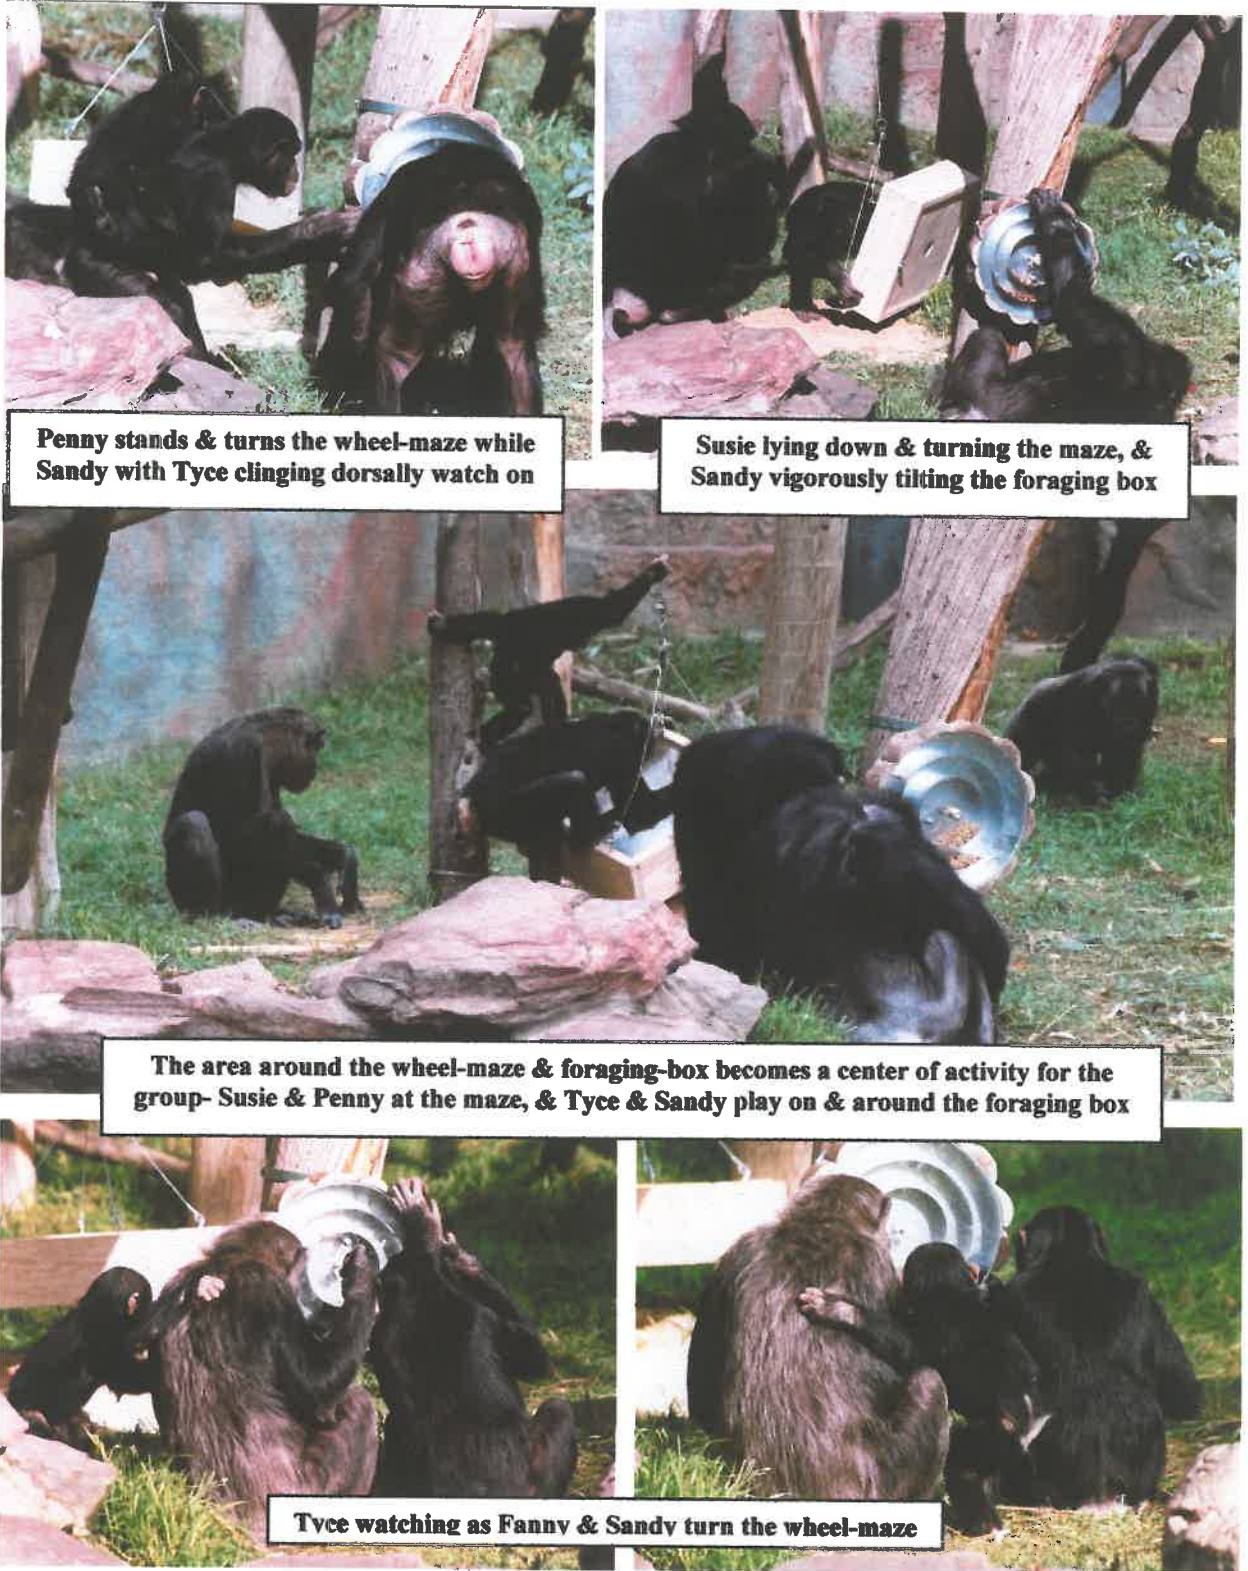 Penny stands & turns the wheel-maze while
Sandy with Tyce clinging dorsally watch on
Susie lying down & turning the maze, &
Sandy vigorously tilting the foraging box
The area around the wheel-maze & foraging-box becomes a center of activity for the
group- Susie & Penny at the maze, & Tyce & Sandy play on & around the foraging box
Tyce watching as Fanny & Sandy turn the wheel-maze